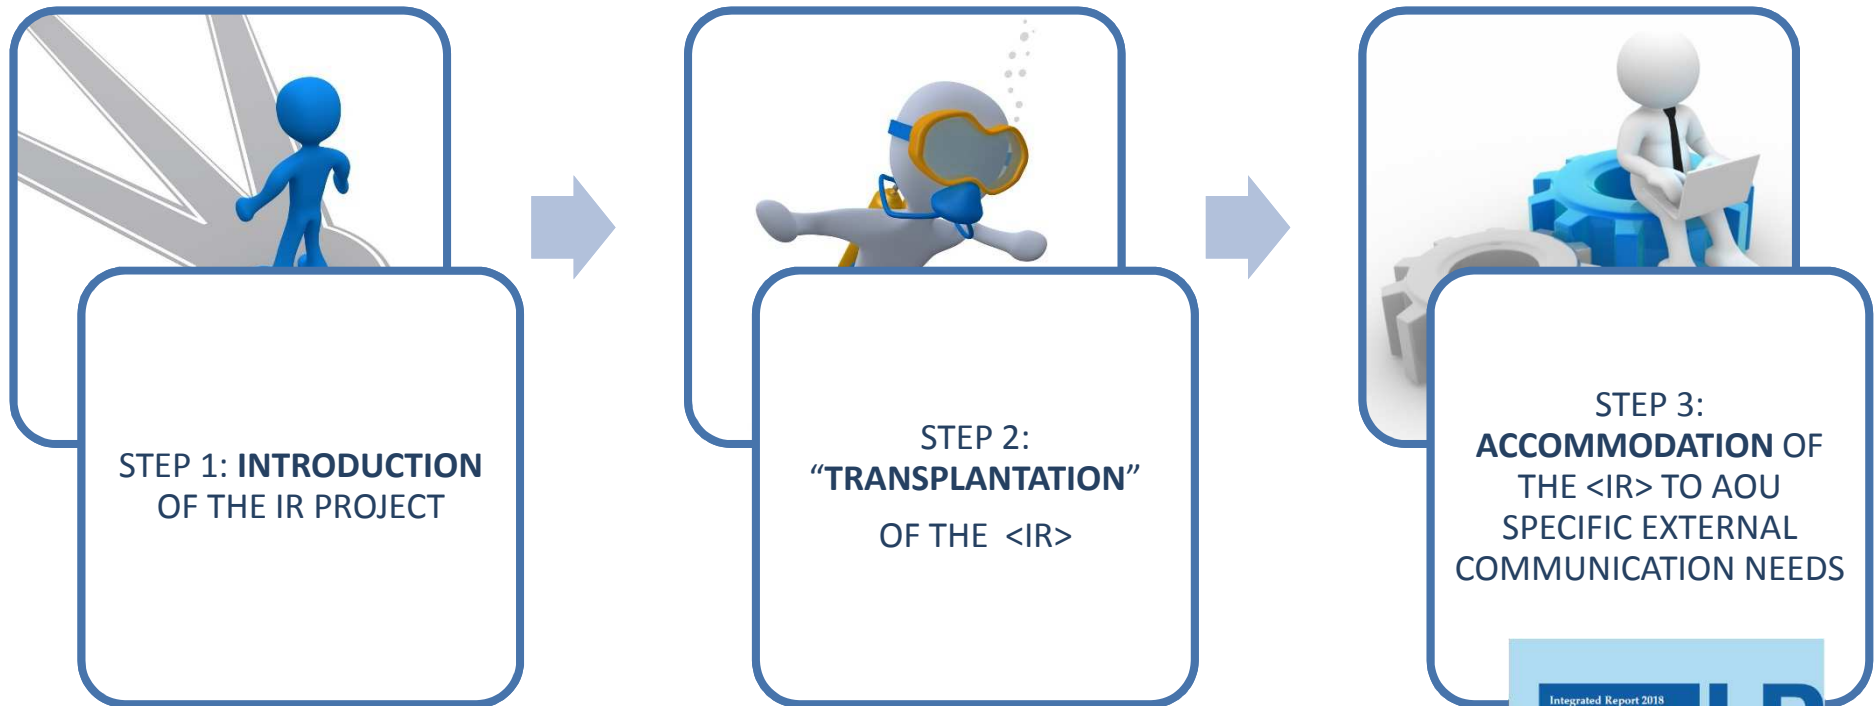 STEP 1: INTRODUCTION
OF THE IR PROJECT
STEP 2:
“TRANSPLANTATION”
OF THE <IR>
STEP 3:
ACCOMMODATION OF
THE <IR> TO AOU
SPECIFIC EXTERNAL
COMMUNICATION NEEDS
Integrated Report 2018